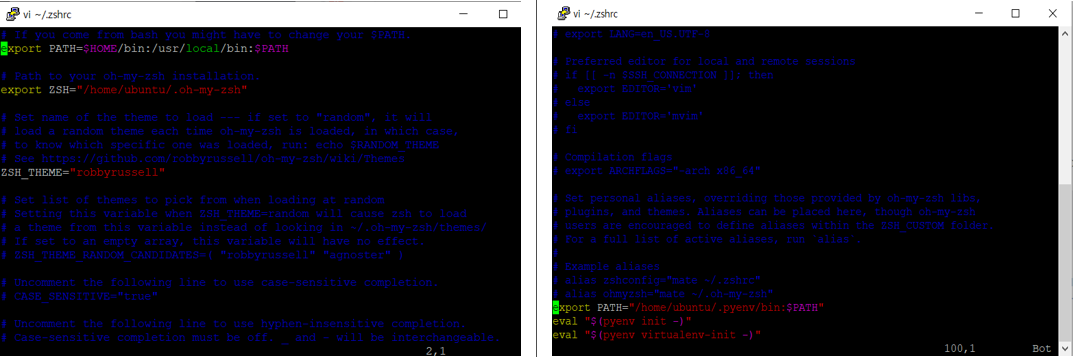 vi ~/.zshrc
# If you come from bash you might have to change your $PATH.
export PATH=$HOME/bin:/usr/local/bin:$PATH
# Path to your oh-my-zsh installation.
export ZSH="/home/ubuntu/.oh-my-zsh"
# Set name of the theme to load --- if set to "random", it will
# load a random theme each time oh-my-zsh is loaded, in which case,
# to know which specific one was loaded, run: echo $RANDOM_THEME
# See https://github.com/robbyrussell/oh-my-zsh/wiki/Themes
ZSH_THEME="robbyrussell"
# Set list of themes to pick from when loading at random
# Setting this variable when ZSH_THEME=random will cause zsh to load
# a theme from this variable instead of looking in ~/.oh-my-zsh/themes/
# If set to an empty array, this variable will have no effect.
# ZSH_THEME_RANDOM_CANDIDATES=( "robbyrussell" "agnoster" )
# Uncomment the following line to use case-sensitive completion.
# CASE_SENSITIVE="true"
# Uncomment the following line to use hyphen-insensitive completion.
# Case-sensitive completion must be off. _ and - will be interchangeable.
2,1
vi ~/.zshrc
# export LANG=en_US.UTF-8
# Preferred editor for local and remote sessions
# if [[ -n $SSH_CONNECTION ]]; then
#   export EDITOR='vim'
# else
#   export EDITOR='mvim'
# fi
# Compilation flags
# export ARCHFLAGS="-arch x86_64"
# Set personal aliases, overriding those provided by oh-my-zsh libs,
# plugins, and themes. Aliases can be placed here, though oh-my-zsh
# users are encouraged to define aliases within the ZSH_CUSTOM folder.
# For a full list of active aliases, run `alias`.
#
# Example aliases
# alias zshconfig="mate ~/.zshrc"
# alias ohmyzsh="mate ~/.oh-my-zsh"
export PATH="/home/ubuntu/.pyenv/bin:$PATH"
eval "$(pyenv init -)"
eval "$(pyenv virtualenv-init -)"
100,1 Bot